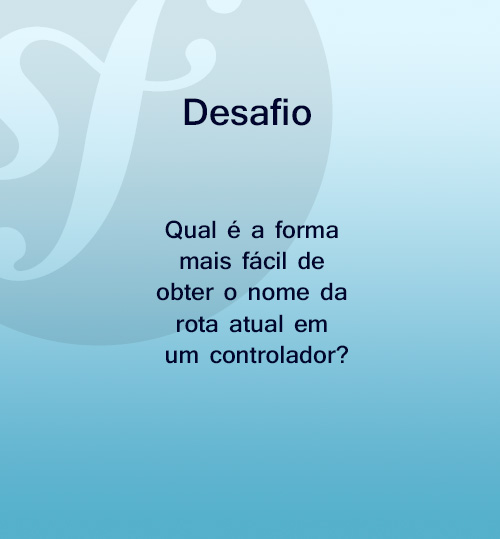 Desafio
Qual é a forma
mais fácil de
obter o nome da
rota atual em
um controlador?